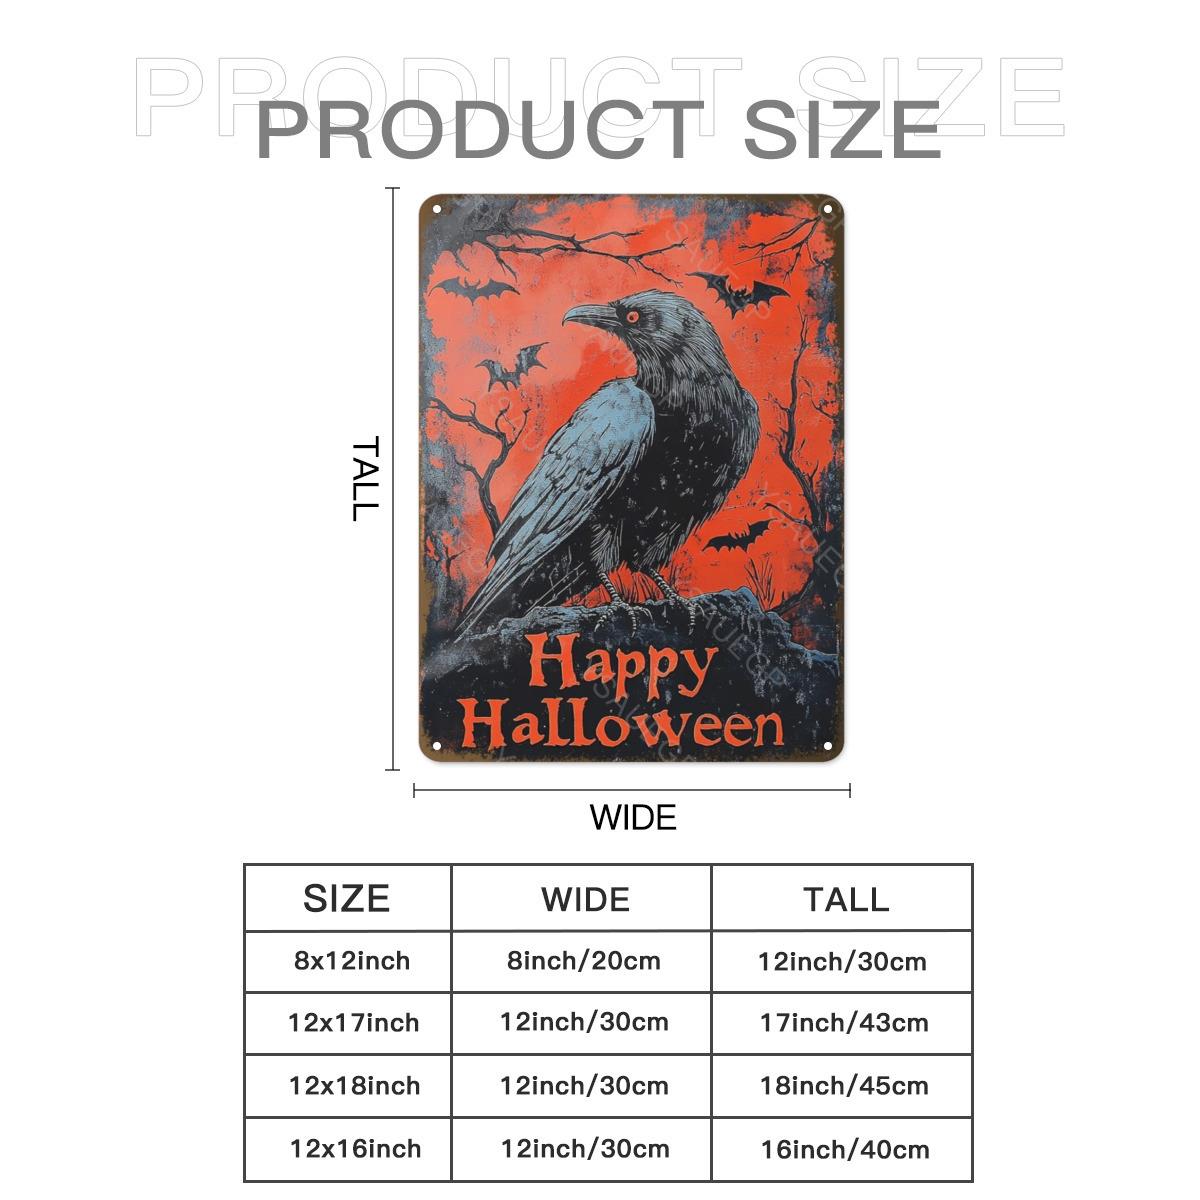 PRODUCT SIZE
PRODUCT SIZE
TALL
Happy
Halloween
WIDE
SIZE WIDE TALL
8x12inch 8inch/20cm 12inch/30cm
12x17inch 12inch/30cm 17inch/43cm
12x18inch 12inch/30cm 18inch/45cm
12x16inch 12inch/30cm 16inch/40cm